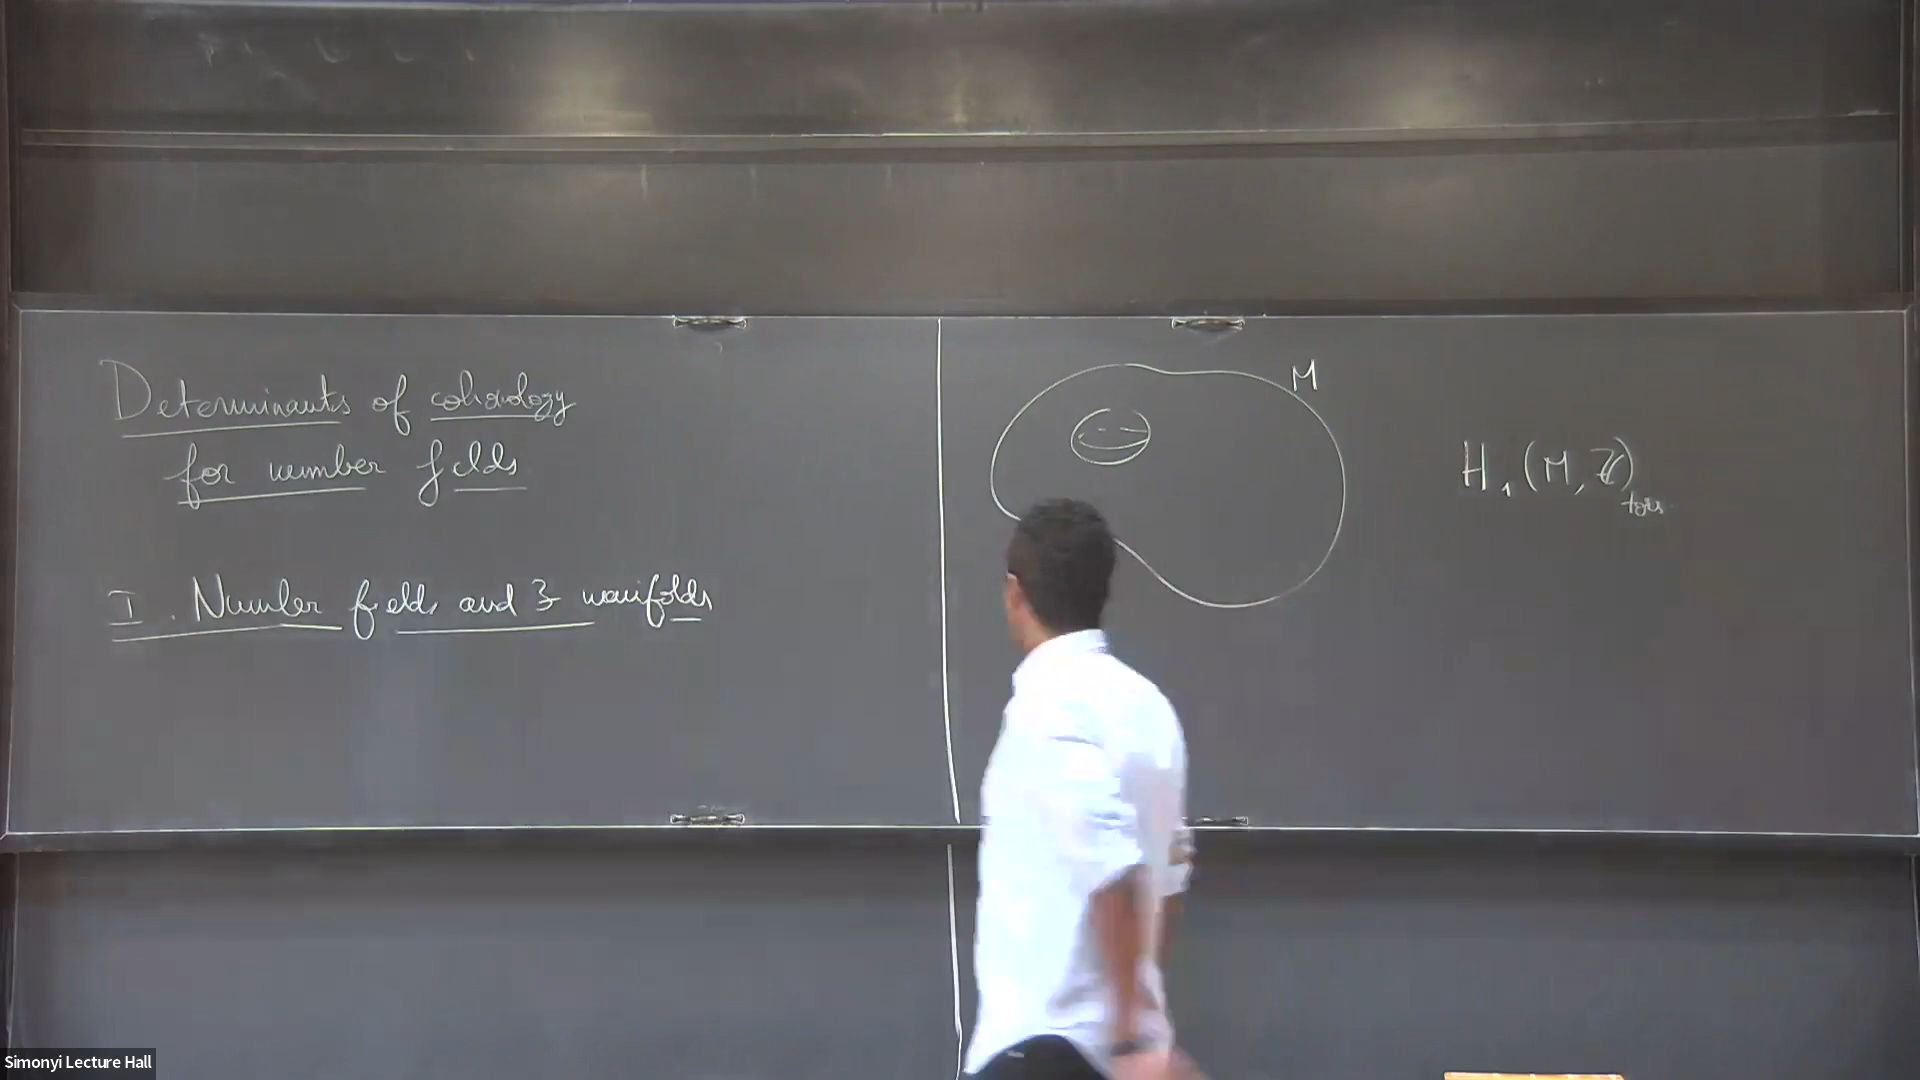 Determinants of cohomology
for number fields
I. Number fields and 3 manifolds
M
H₁(M, ℤ)tors
Simonyi Lecture Hall